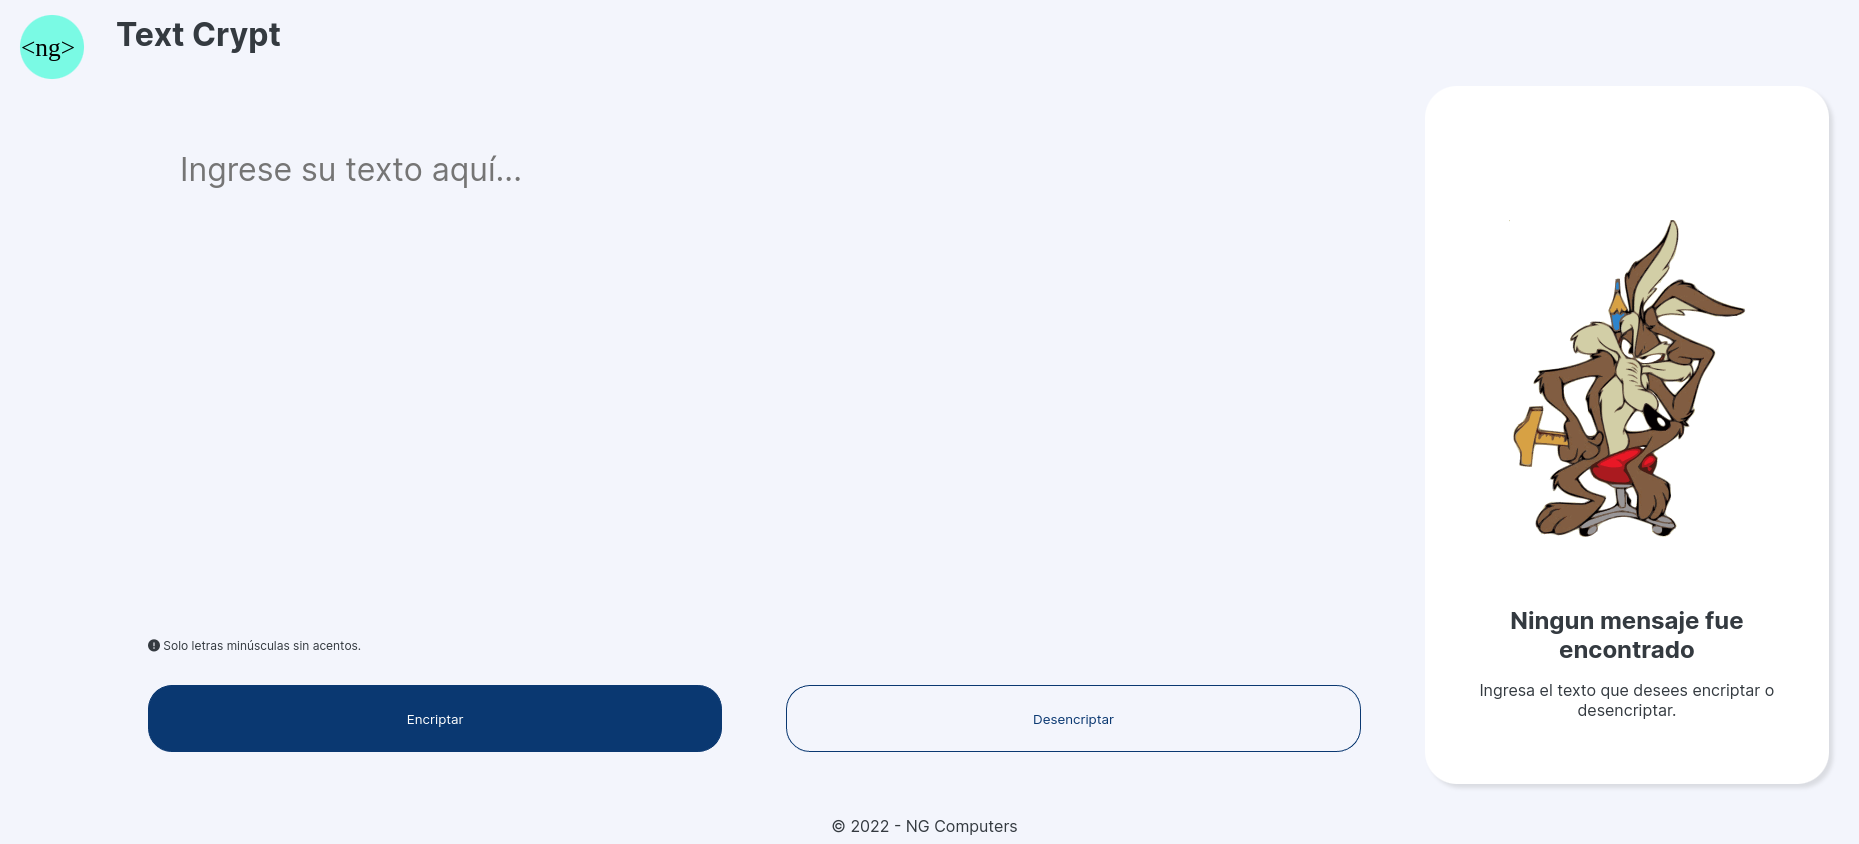 <ng>
Text Crypt
Ingrese su texto aquí...
Solo letras minúsculas sin acentos.
Encriptar
Desencriptar
Ningun mensaje fue
encontrado
Ingresa el texto que desees encriptar o
desencriptar.
© 2022 - NG Computers